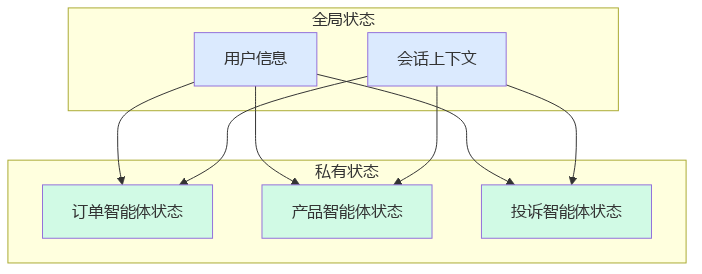 全局状态
用户信息
会话上下文
私有状态
订单智能体状态
产品智能体状态
投诉智能体状态